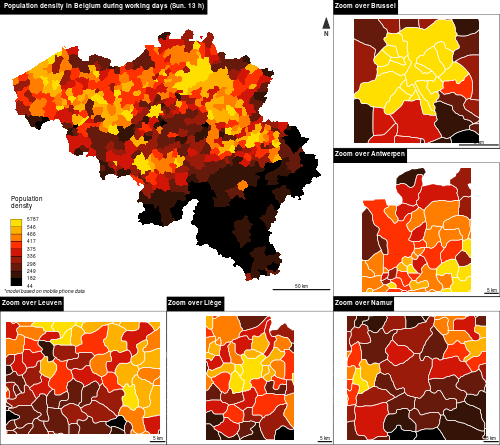 Population density in Belgium during working days (Sun. 13 h)
N
Population
density
5787
546
466
417
375
336
298
249
182
44
*model based on mobile phone data
50 km
Zoom over Brussel
Zoom over Antwerpen
5 km
Zoom over Leuven
5 km
Zoom over Liège
5 km
Zoom over Namur
5 km